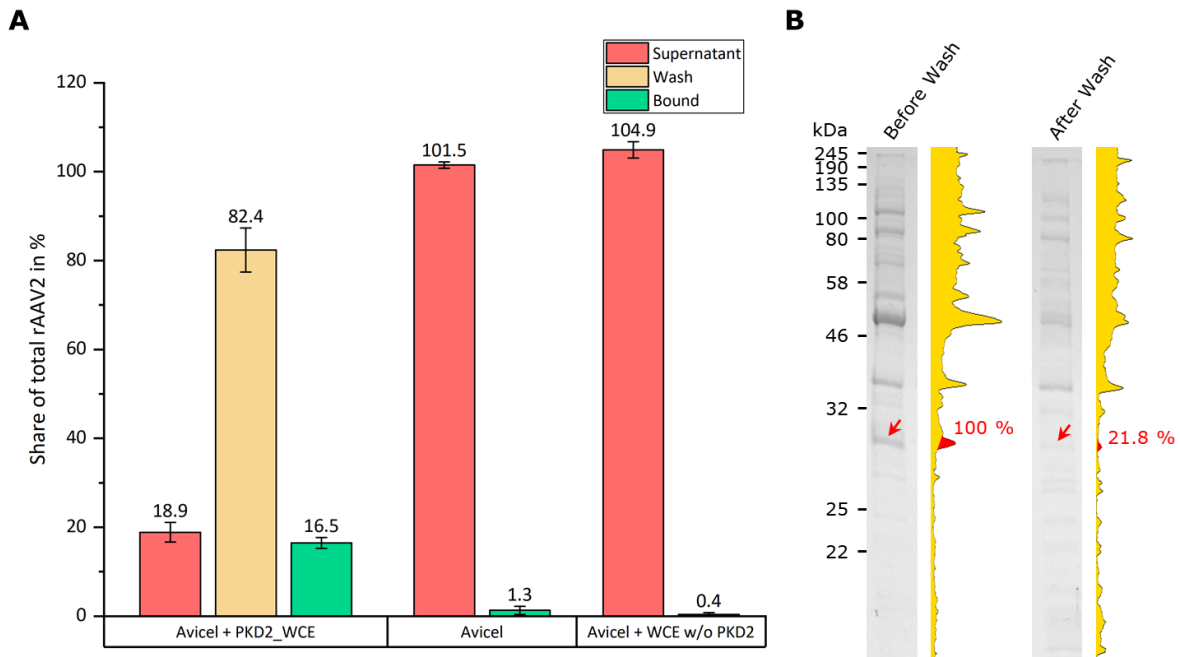 A
Share of total rAAV2 in %
120
100
80
60
40
20
0
Supernatant
Wash
Bound
18.9
82.4
16.5
101.5
1.3
104.9
0.4
Avicel + PKD2_WCE
Avicel
Avicel + WCE w/o PKD2
B
Before Wash
After Wash
kDa
245
190
135
100
80
58
46
32
25
22
100 %
21.8 %